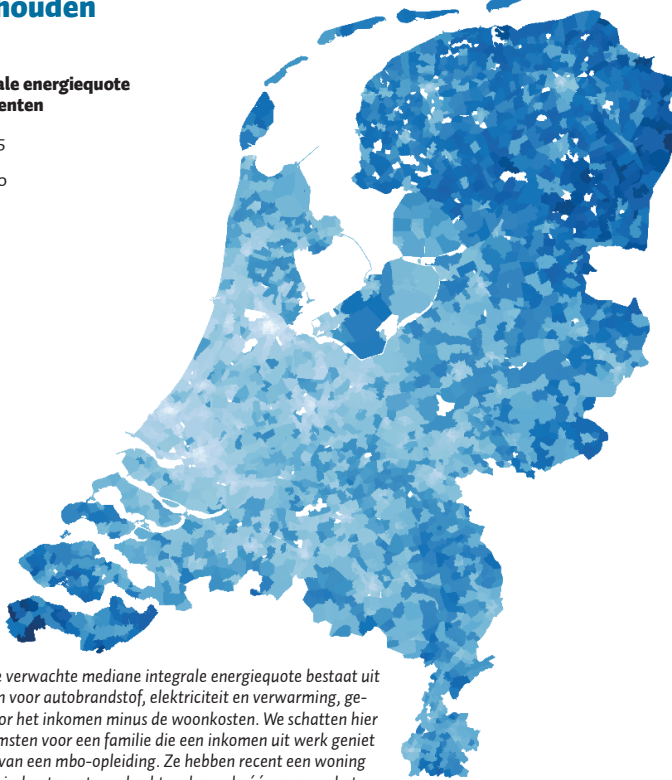 houden
ale energiequote
enten
5
0
e verwachte mediane integrale energiequote bestaat uit
n voor autobrandstof, elektriciteit en verwarming, ge-
or het inkomen minus de woonkosten. We schatten hier
msten voor een familie die een inkomen uit werk geniet
van een mbo-opleiding. Ze hebben recent een woning